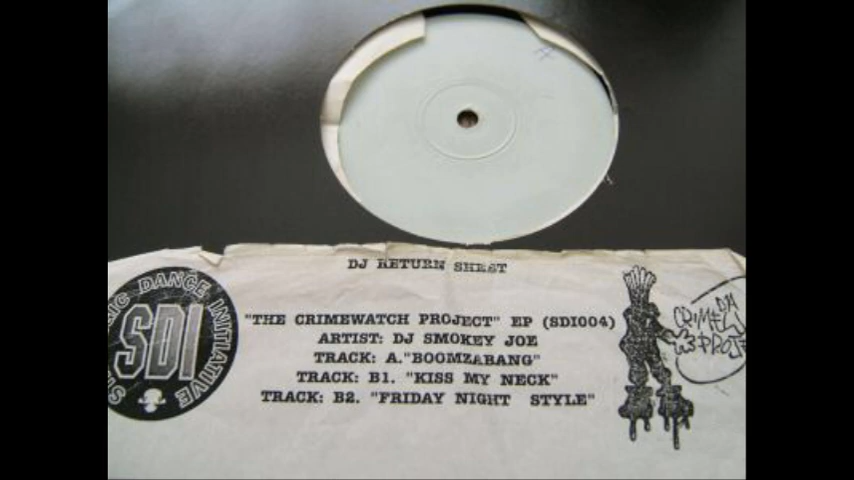 DJ RETURN SHEET
"THE CRIMEWATCH PROJECT" EP (SDI004)
ARTIST: DJ SMOKEY JOE
TRACK: A."BOOMZABANG"
TRACK: B1. "KISS MY NECK"
TRACK: B2. "FRIDAY NIGHT STYLE"
DANCE INITIATIVE
SDI
DA